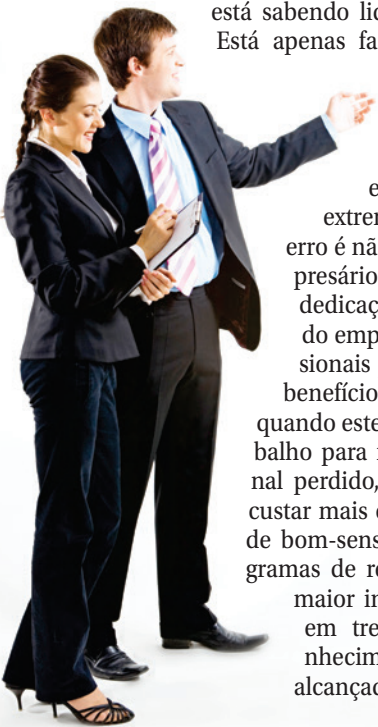 está sabendo lid
Está apenas fa
e
extren
erro é nã
presário
dedicaç
do emp
sionais
benefício
quando este
balho para
nal perdido,
custar mais
de bom-sens
gramas de re
maior in
em tre
nhecim
alcançad